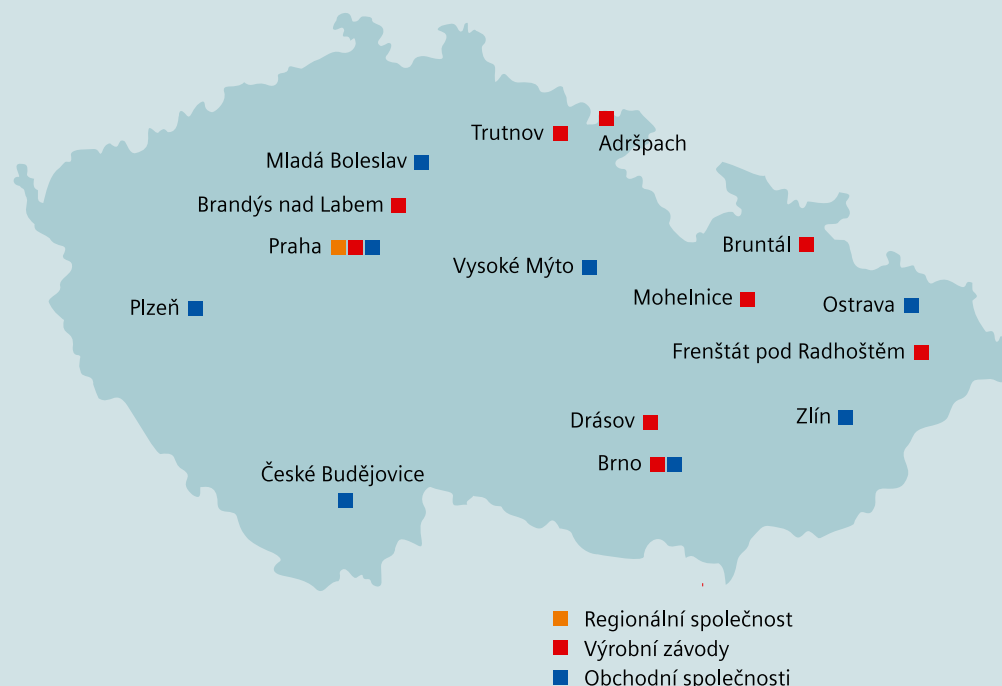 Trutnov
Adršpach
Mladá Boleslav
Brandýs nad Labem
Praha
Bruntál
Vysoké Mýto
Mohelnice
Ostrava
Plzeň
Frenštát pod Radhoštěm
Drásov
Zlín
Brno
České Budějovice
Regionální společnost
Výrobní závody
Obchodní společnosti